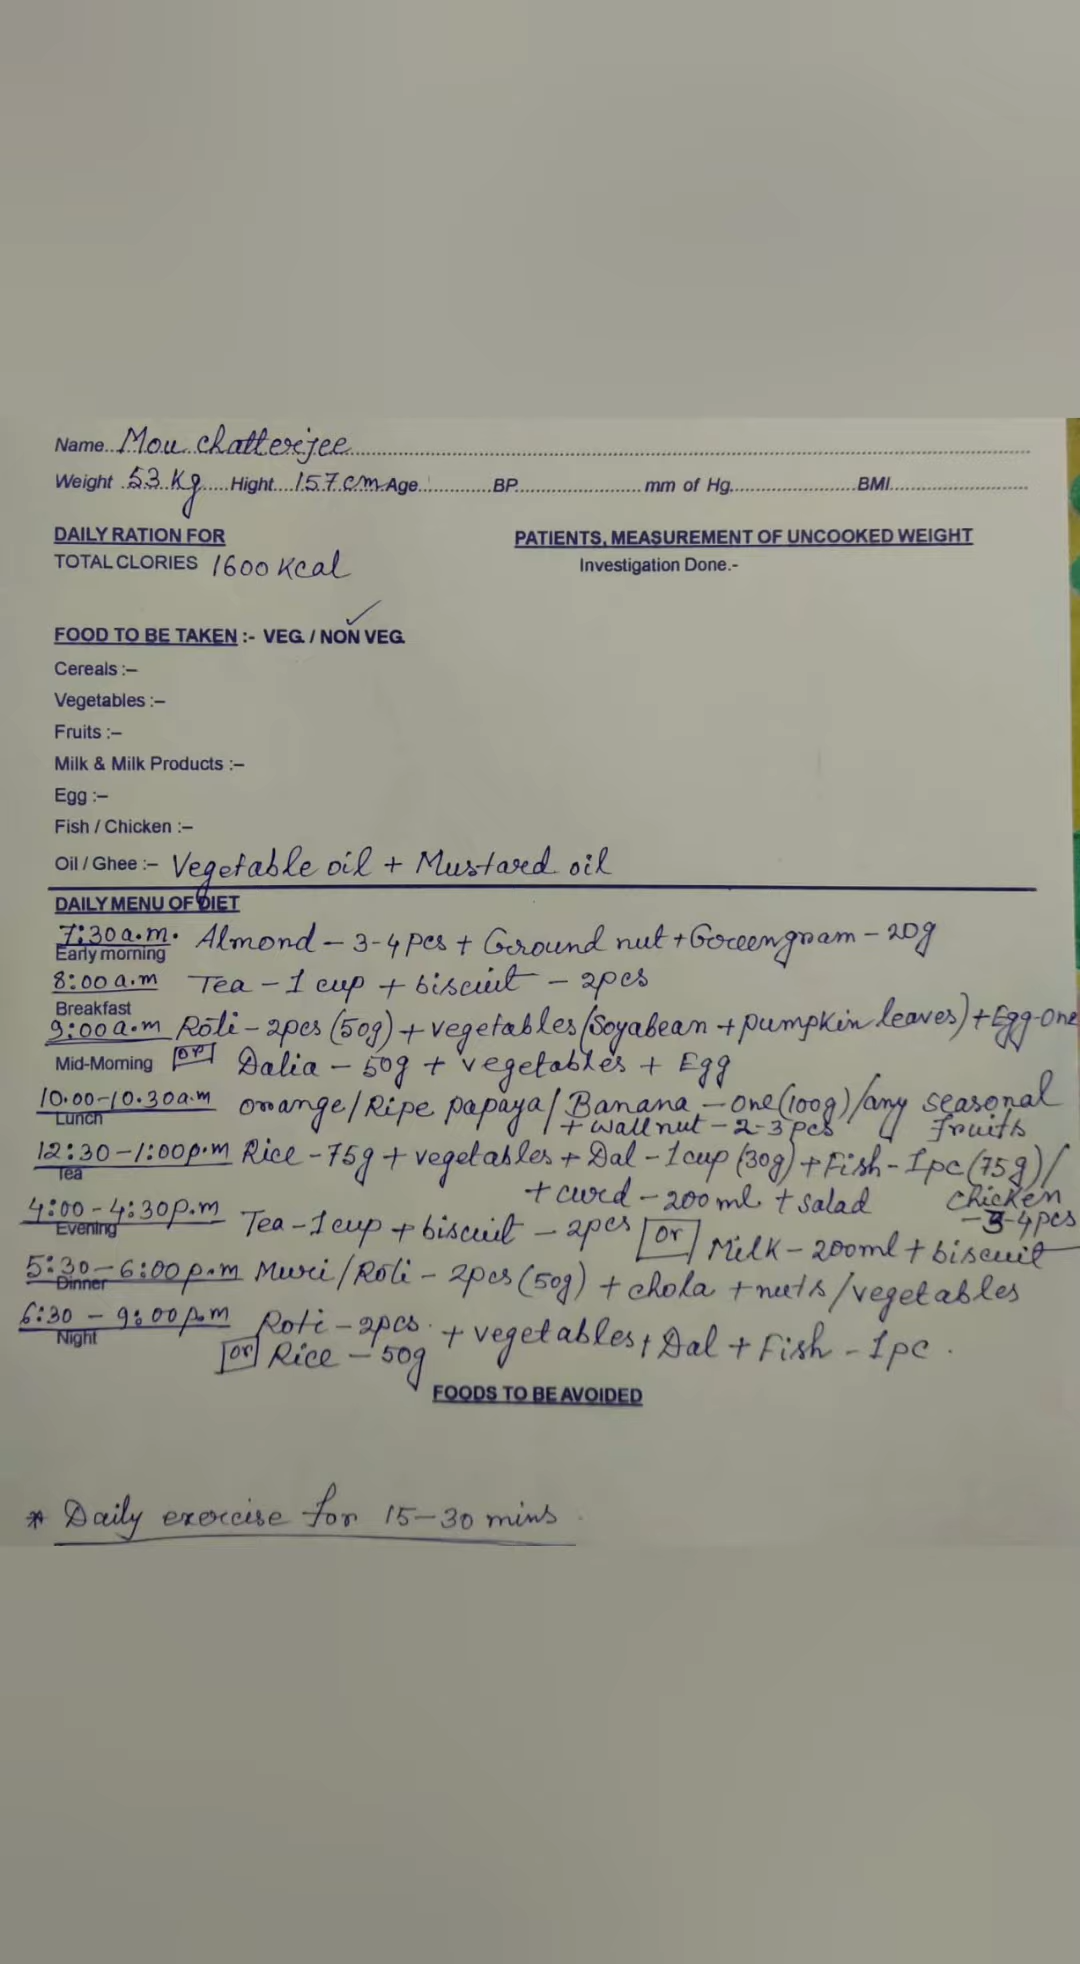 Name.. Mou chatterjee
Weight 53 Kg Hight 157 cm Age BP mm of Hg. BMI
DAILY RATION FOR PATIENTS, MEASUREMENT OF UNCOOKED WEIGHT
TOTAL CLORIES 1600 Kcal Investigation Done.-
FOOD TO BE TAKEN :- VEG. / NON VEG.
Cereals :–
Vegetables :–
Fruits :–
Milk & Milk Products :–
Egg :–
Fish / Chicken :–
Oil / Ghee :– Vegetable oil + Mustard oil
DAILY MENU OF DIET
7:30 a.m. Almond – 3-4 pcs + Ground nut + Greengram – 20g
Early morning
8:00 a.m Tea – 1 cup + biscuit – 2pcs
Breakfast
9:00 a.m Roti – 2pcs (50g) + vegetables (Soyabean + pumpkin leaves) + Egg-One
Mid-Morning or Dalia – 50g + vegetables + Egg
10.00–10.30 a.m orange/Ripe papaya/Banana – one (100g) /any seasonal
Lunch + wallnut – 2-3 pcs fruits
12:30 – 1:00 p.m Rice – 75g + vegetables + Dal – 1 cup (30g) + Fish – 1pc (75g) /
Tea + curd – 200 ml + salad chicken
4:00 – 4:30 P.m Tea – 1 cup + biscuit – 2pcs or – 3-4 pcs
Evening Milk – 200ml + biscuit
5:30 – 6:00 p.m Muri / Roti – 2pcs (50g) + chola + nuts / vegetables
Dinner
6:30 – 9:00 p.m Roti – 2pcs. + vegetables + Dal + Fish – 1pc.
Night or Rice – 50g
FOODS TO BE AVOIDED
* Daily exercise for 15–30 mins.